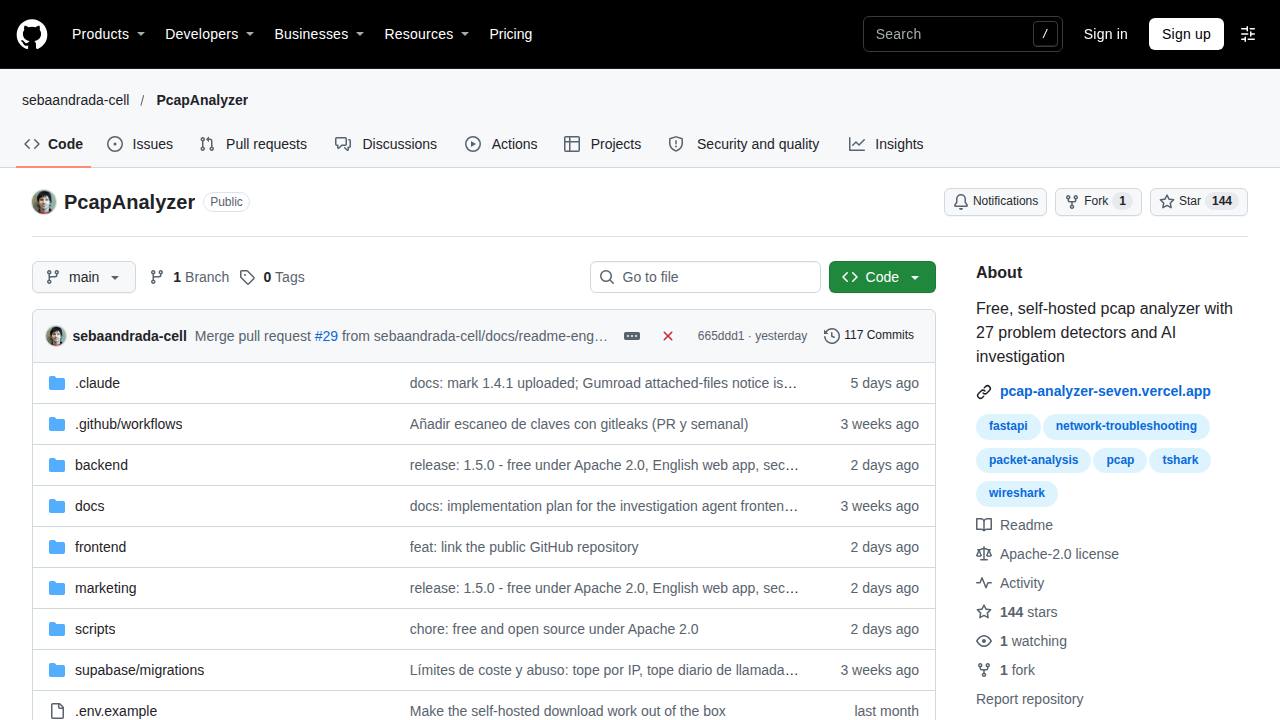 Products Developers Businesses Resources Pricing Search / Sign in Sign up
sebaandrada-cell / PcapAnalyzer
Code Issues Pull requests Discussions Actions Projects Security and quality Insights
PcapAnalyzer Public Notifications Fork 1 Star 144
main 1 Branch 0 Tags Go to file Code
sebaandrada-cell Merge pull request #29 from sebaandrada-cell/docs/readme-eng… 665ddd1 · yesterday 117 Commits
.claude docs: mark 1.4.1 uploaded; Gumroad attached-files notice is… 5 days ago
.github/workflows Añadir escaneo de claves con gitleaks (PR y semanal) 3 weeks ago
backend release: 1.5.0 - free under Apache 2.0, English web app, sec… 2 days ago
docs docs: implementation plan for the investigation agent fronten… 3 weeks ago
frontend feat: link the public GitHub repository 2 days ago
marketing release: 1.5.0 - free under Apache 2.0, English web app, sec… 2 days ago
scripts chore: free and open source under Apache 2.0 2 days ago
supabase/migrations Límites de coste y abuso: tope por IP, tope diario de llamada… 3 weeks ago
.env.example Make the self-hosted download work out of the box last month
About
Free, self-hosted pcap analyzer with
27 problem detectors and AI
investigation
pcap-analyzer-seven.vercel.app
fastapi network-troubleshooting
packet-analysis pcap tshark
wireshark
Readme
Apache-2.0 license
Activity
144 stars
1 watching
1 fork
Report repository